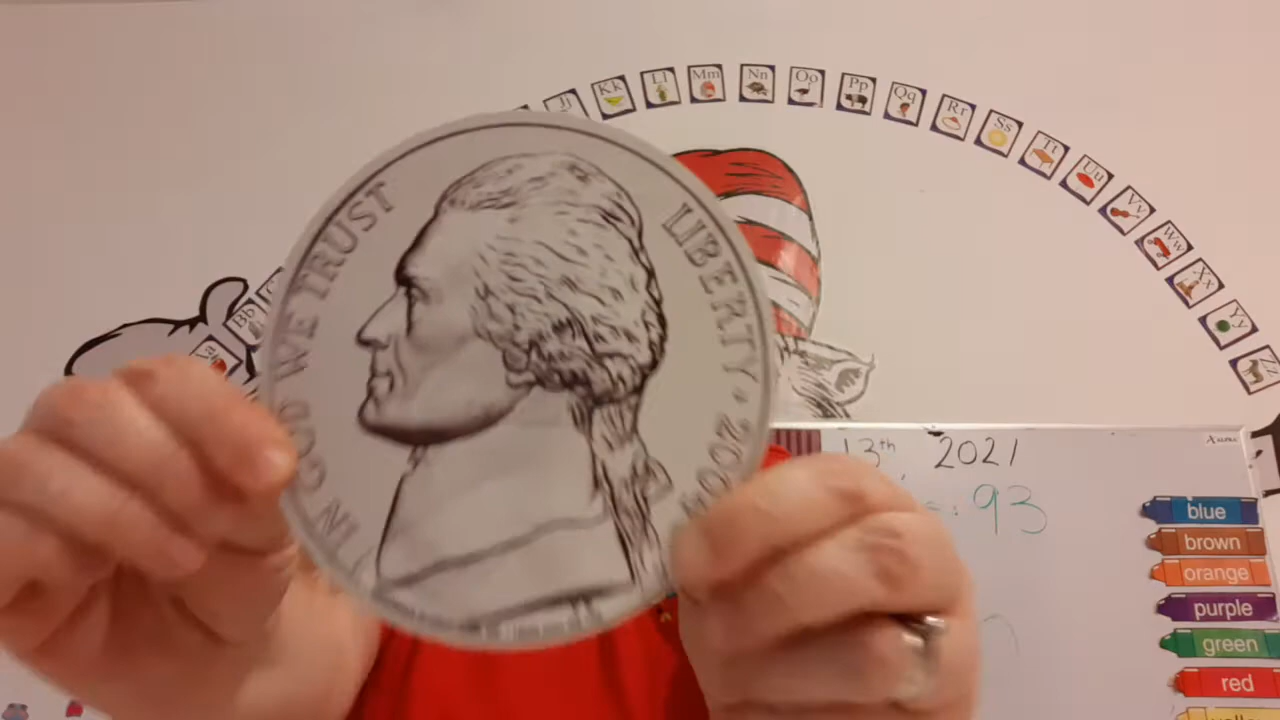 Jj
Kk
Ll
Mm
Nn
Oo
Pp
Qq
Rr
Ss
Tt
Uu
Vv
Ww
Xx
Yy
Zz
Bb
Aa
IN GOD WE TRUST
LIBERTY
13th, 2021
: 93
blue
brown
orange
purple
green
red